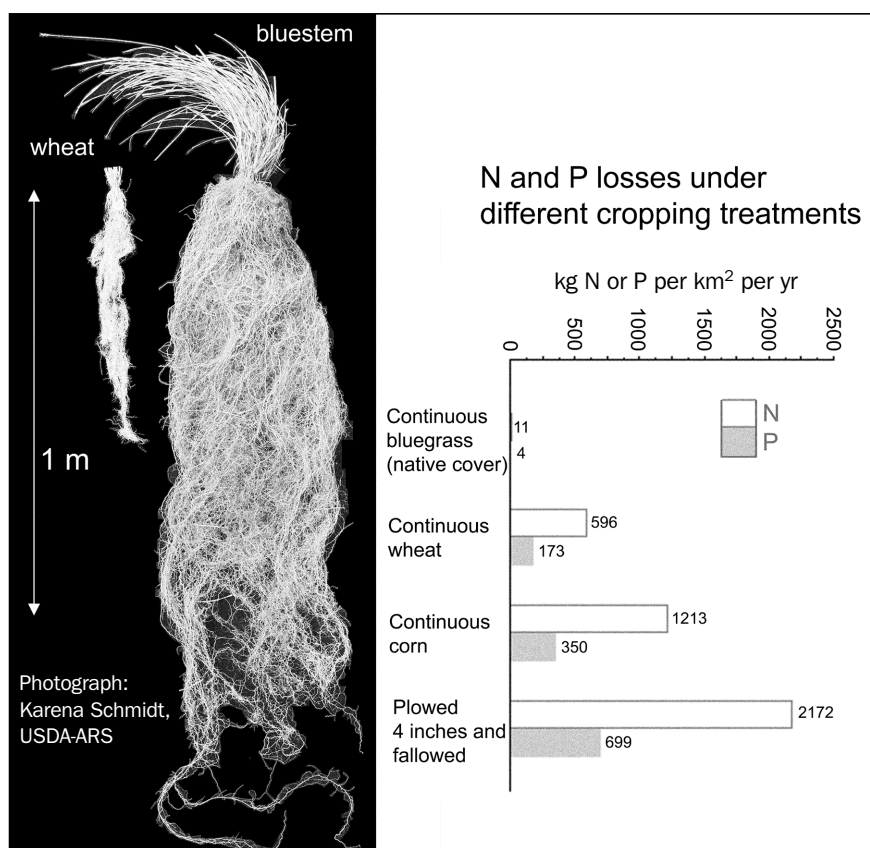 bluestem
wheat
1 m
Photograph:
Karena Schmidt,
USDA-ARS
N and P losses under
different cropping treatments
kg N or P per km² per yr
0
500
1000
1500
2000
2500
N
P
Continuous
bluegrass
(native cover)
11
4
Continuous
wheat
596
173
Continuous
corn
1213
350
Plowed
4 inches and
fallowed
2172
699